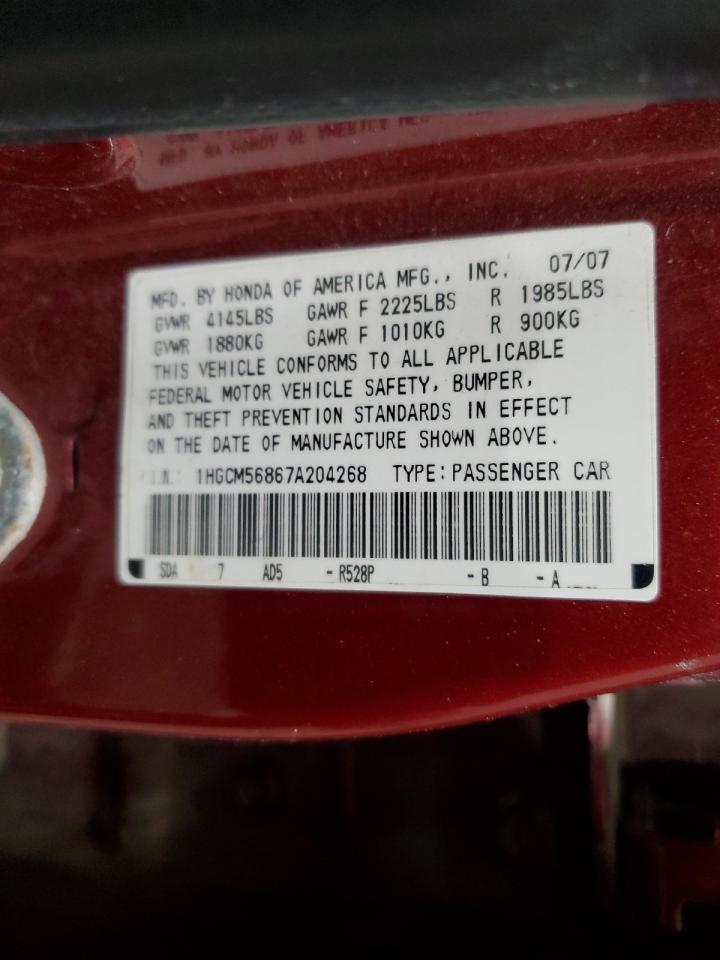 MFD. BY HONDA OF AMERICA MFG., INC. 07/07
GVWR 4145LBS GAWR F 2225LBS R 1985LBS
GVWR 1880KG GAWR F 1010KG R 900KG
THIS VEHICLE CONFORMS TO ALL APPLICABLE
FEDERAL MOTOR VEHICLE SAFETY, BUMPER,
AND THEFT PREVENTION STANDARDS IN EFFECT
ON THE DATE OF MANUFACTURE SHOWN ABOVE.
1HGCM56867A204268 TYPE: PASSENGER CAR
SDA 7 AD5 - R528P - B - A